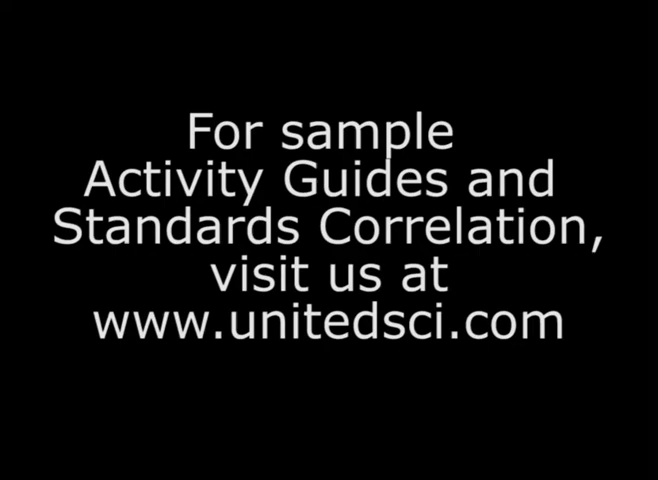 For sample
Activity Guides and
Standards Correlation,
visit us at
www.unitedsci.com